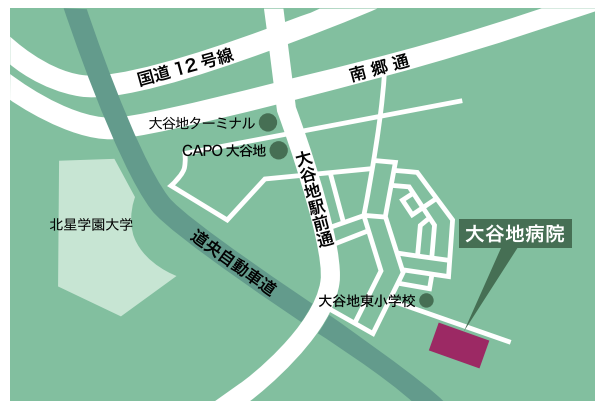 国道12号線
南郷通
大谷地ターミナル
CAPO 大谷地
大谷地駅前通
北星学園大学
大谷地病院
道央自動車道
大谷地東小学校